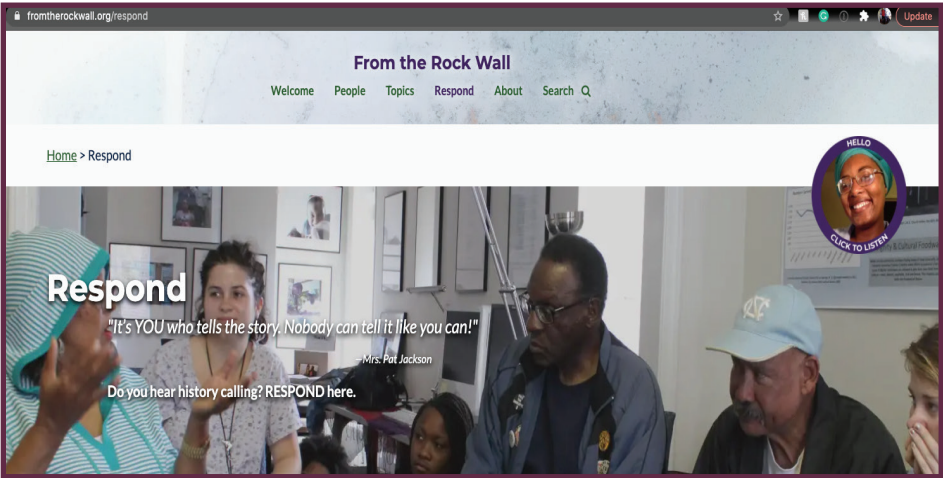 fromtherockwall.org/respond
Update
From the Rock Wall
Welcome People Topics Respond About Search
Home > Respond
HELLO
CLICK TO LISTEN
Respond
"It's YOU who tells the story. Nobody can tell it like you can!"
–Mrs. Pat Jackson
Do you hear history calling? RESPOND here.